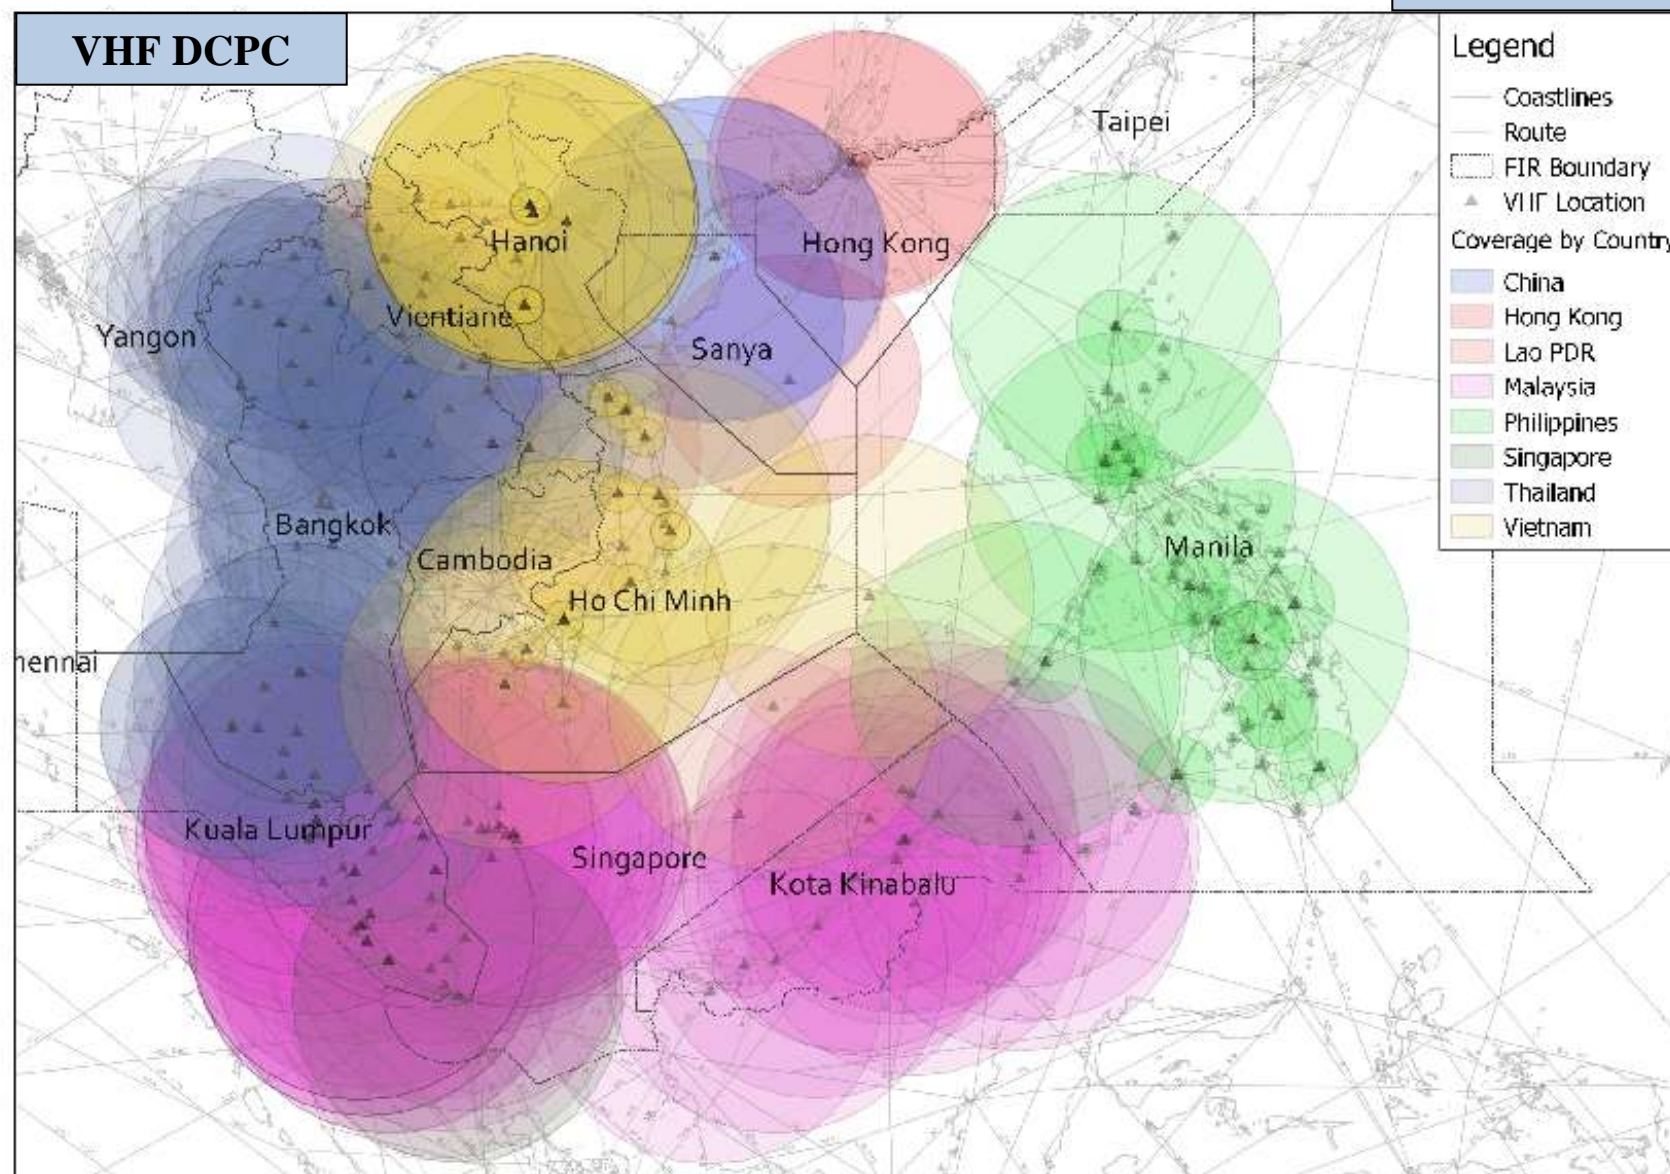 VHF DCPC
Legend
Coastlines
Route
FIR Boundary
VHF Location
Coverage by Country
China
Hong Kong
Lao PDR
Malaysia
Philippines
Singapore
Thailand
Vietnam
Taipei
Hanoi
Hong Kong
Vientiane
Yangon
Sanya
Bangkok
Cambodia
Manila
Ho Chi Minh
hennai
Kuala Lumpur
Singapore
Kota Kinabalu